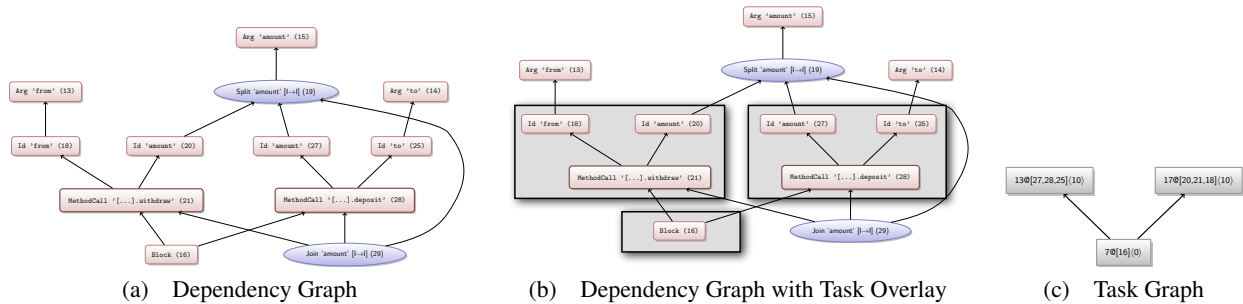 Arg 'amount' (15)
Arg 'from' (13)
Split 'amount' [I→I] (19)
Arg 'to' (14)
Id 'from' (18)
Id 'amount' (20)
Id 'amount' (27)
Id 'to' (25)
MethodCall '[...].withdraw' (21)
MethodCall '[...].deposit' (28)
Block (16)
Join 'amount' [I→I] (29)
(a) Dependency Graph
Arg 'amount' (15)
Arg 'from' (13)
Split 'amount' [I→I] (19)
Arg 'to' (14)
Id 'from' (18)
Id 'amount' (20)
Id 'amount' (27)
Id 'to' (25)
MethodCall '[...].withdraw' (21)
MethodCall '[...].deposit' (28)
Block (16)
Join 'amount' [I→I] (29)
(b) Dependency Graph with Task Overlay
13@[27,28,25]⟨10⟩
17@[20,21,18]⟨10⟩
7@[16]⟨0⟩
(c) Task Graph